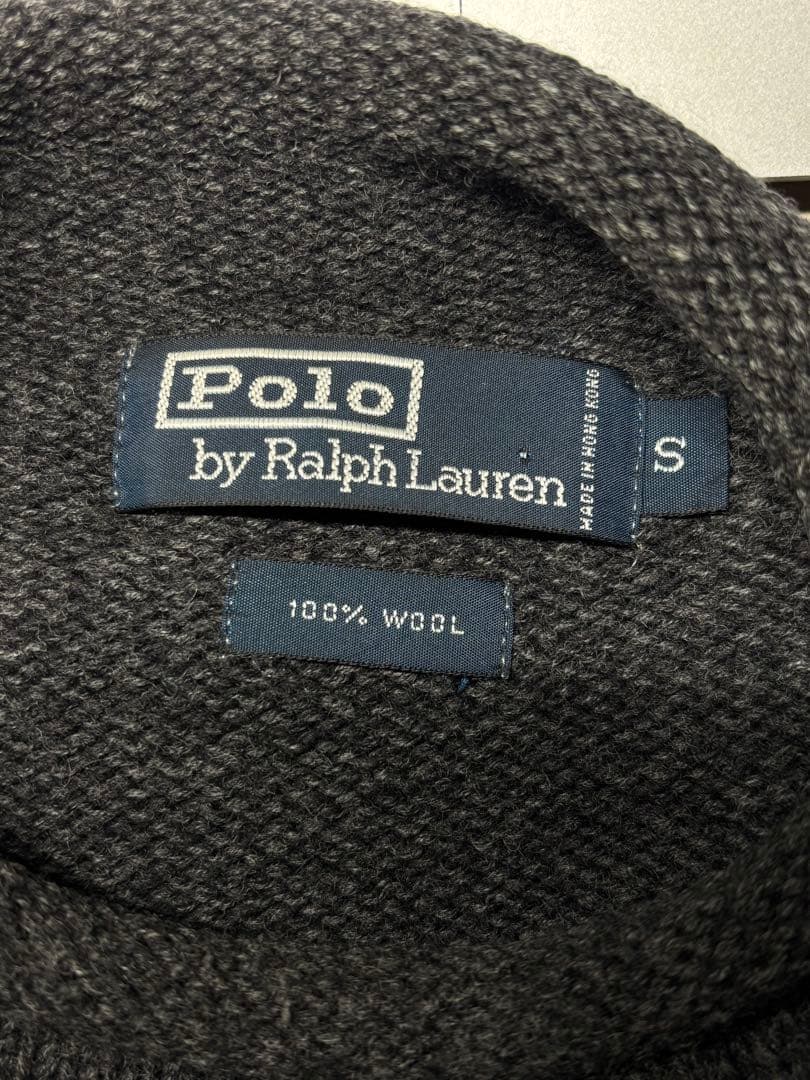 Polo
by Ralph Lauren
MADE IN HONG KONG
S
100% WOOL